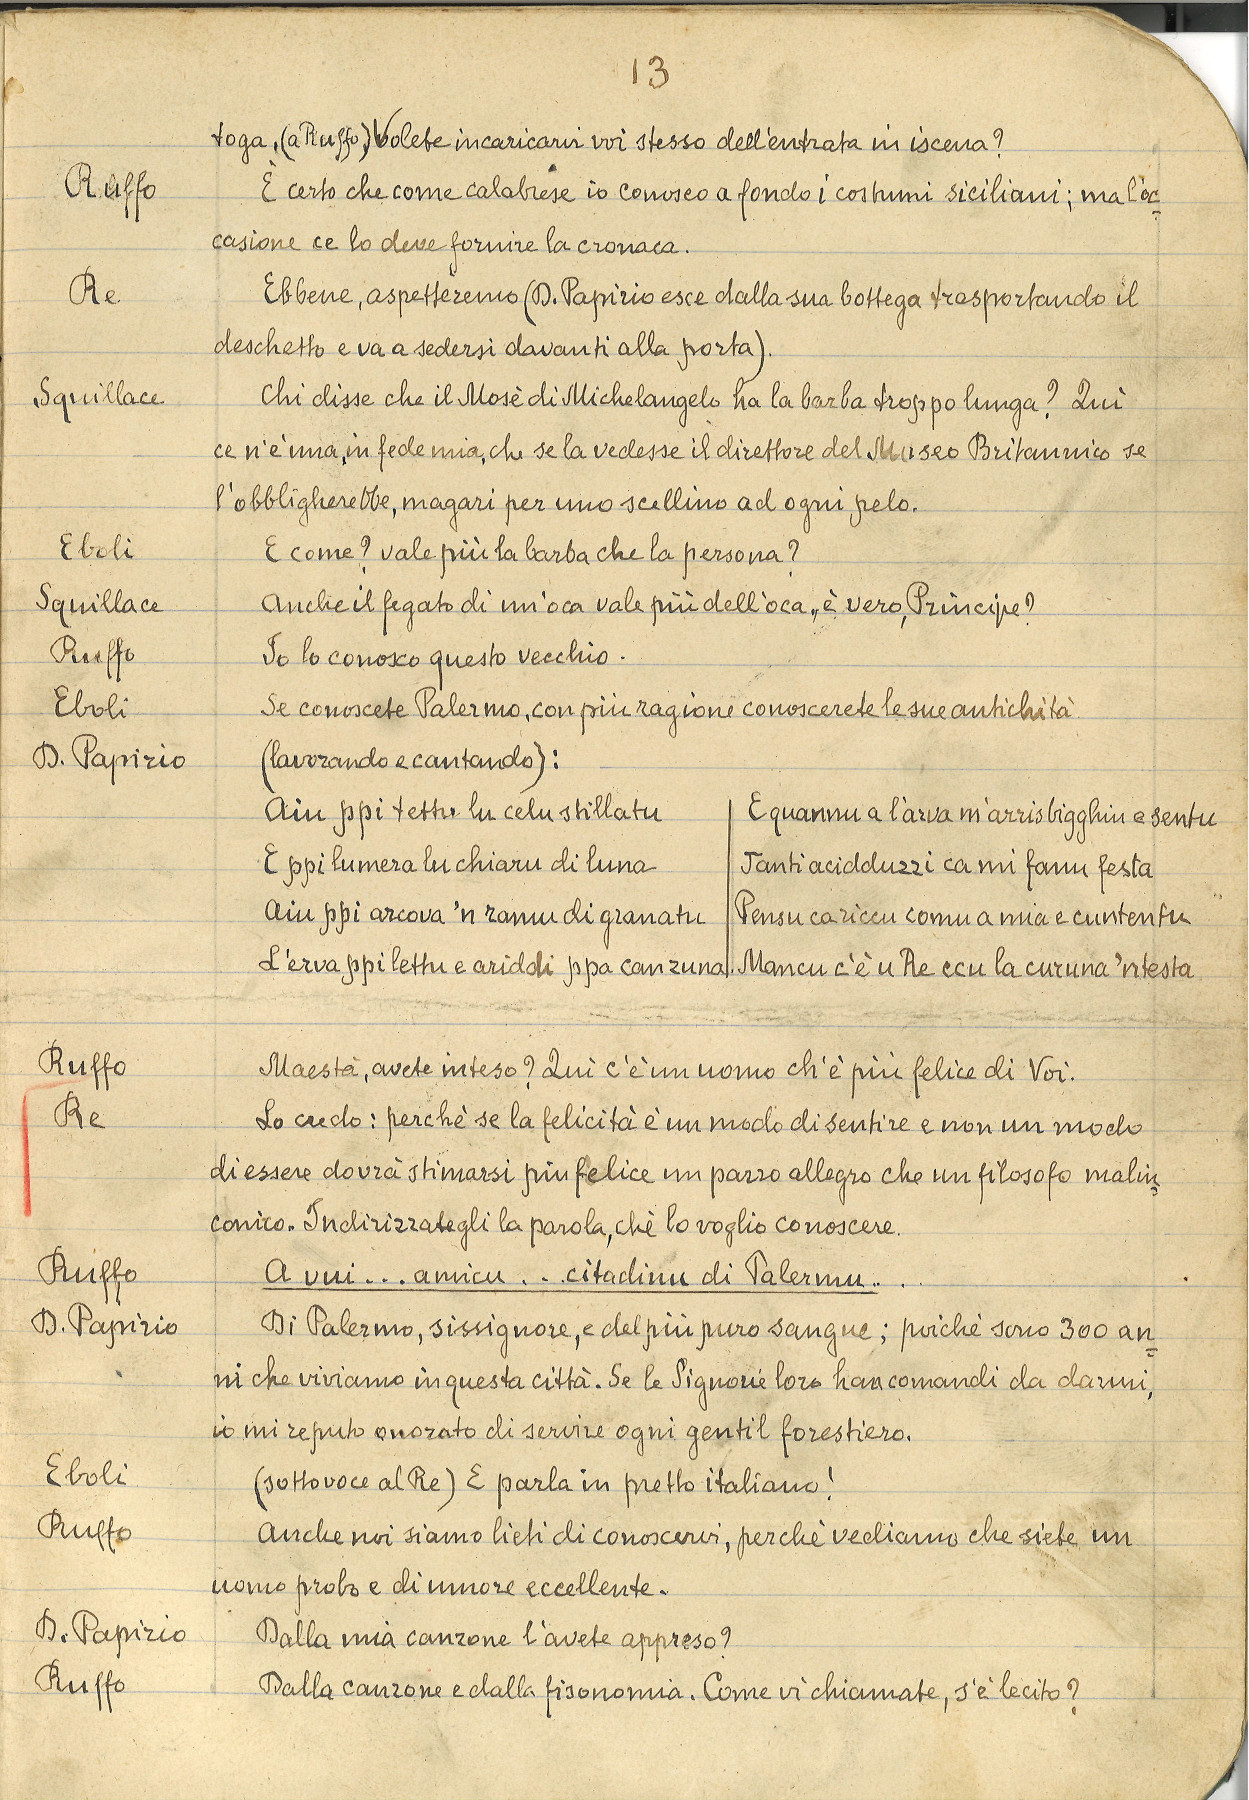 13
toga, (a Ruffo) Volete incaricarvi voi stesso dell'entrata in iscena?
Ruffo È certo che come calabrese io conosco a fondo i costumi siciliani; ma l'oc=
casione ce lo deve fornire la cronaca.
Re Ebbene, aspetteremo (D. Papirio esce dalla sua bottega trasportando il
deschetto e va a sedersi davanti alla porta).
Squillace Chi disse che il Mosè di Michelangelo ha la barba troppo lunga? Qui
ce n'è una, in fede mia, che se la vedesse il direttore del Museo Britannico se
l'obbligherebbe, magari per uno scellino ad ogni pelo.
Eboli E come? vale più la barba che la persona?
Squillace Anche il fegato di un'oca vale più dell'oca, è vero, Principe?
Ruffo Io lo conosco questo vecchio.
Eboli Se conoscete Palermo, con più ragione conoscerete le sue antichità
D. Papirio (lavorando e cantando):
Aiu ppi tettu lu celu stillatu
E ppi lumera lu chiaru di luna
Aiu ppi arcova 'n ramu di granatu
L'erva ppi lettu e ariddi ppa canzuna.
E quannu a l'arva m'arrisbigghiu e sentu
Tanti acidduzzi ca mi fanu festa
Pensu ca riccu comu a mia e cuntentu
Mancu c'è u Re ccu la curuna 'ntesta
Ruffo Maestà, avete inteso? Qui c'è un uomo ch'è più felice di Voi.
Re Lo credo: perchè se la felicità è un modo di sentire e non un modo
di essere dovrà stimarsi più felice un pazzo allegro che un filosofo malin=
conico. Indirizzategli la parola, chè lo voglio conoscere.
Ruffo A vui... amicu... citadinu di Palermu...
D. Papirio Di Palermo, sissignore, e del più puro sangue; poichè sono 300 an=
ni che viviamo in questa città. Se le Signorie loro han comandi da darmi,
io mi reputo onorato di servire ogni gentil forestiero.
Eboli (sottovoce al Re) E parla in pretto italiano!
Ruffo Anche noi siamo lieti di conoscervi, perchè vediamo che siete un
uomo probo e di umore eccellente.
D. Papirio Dalla mia canzone l'avete appreso?
Ruffo Dalla canzone e dalla fisonomia. Come vi chiamate, s'è lecito?